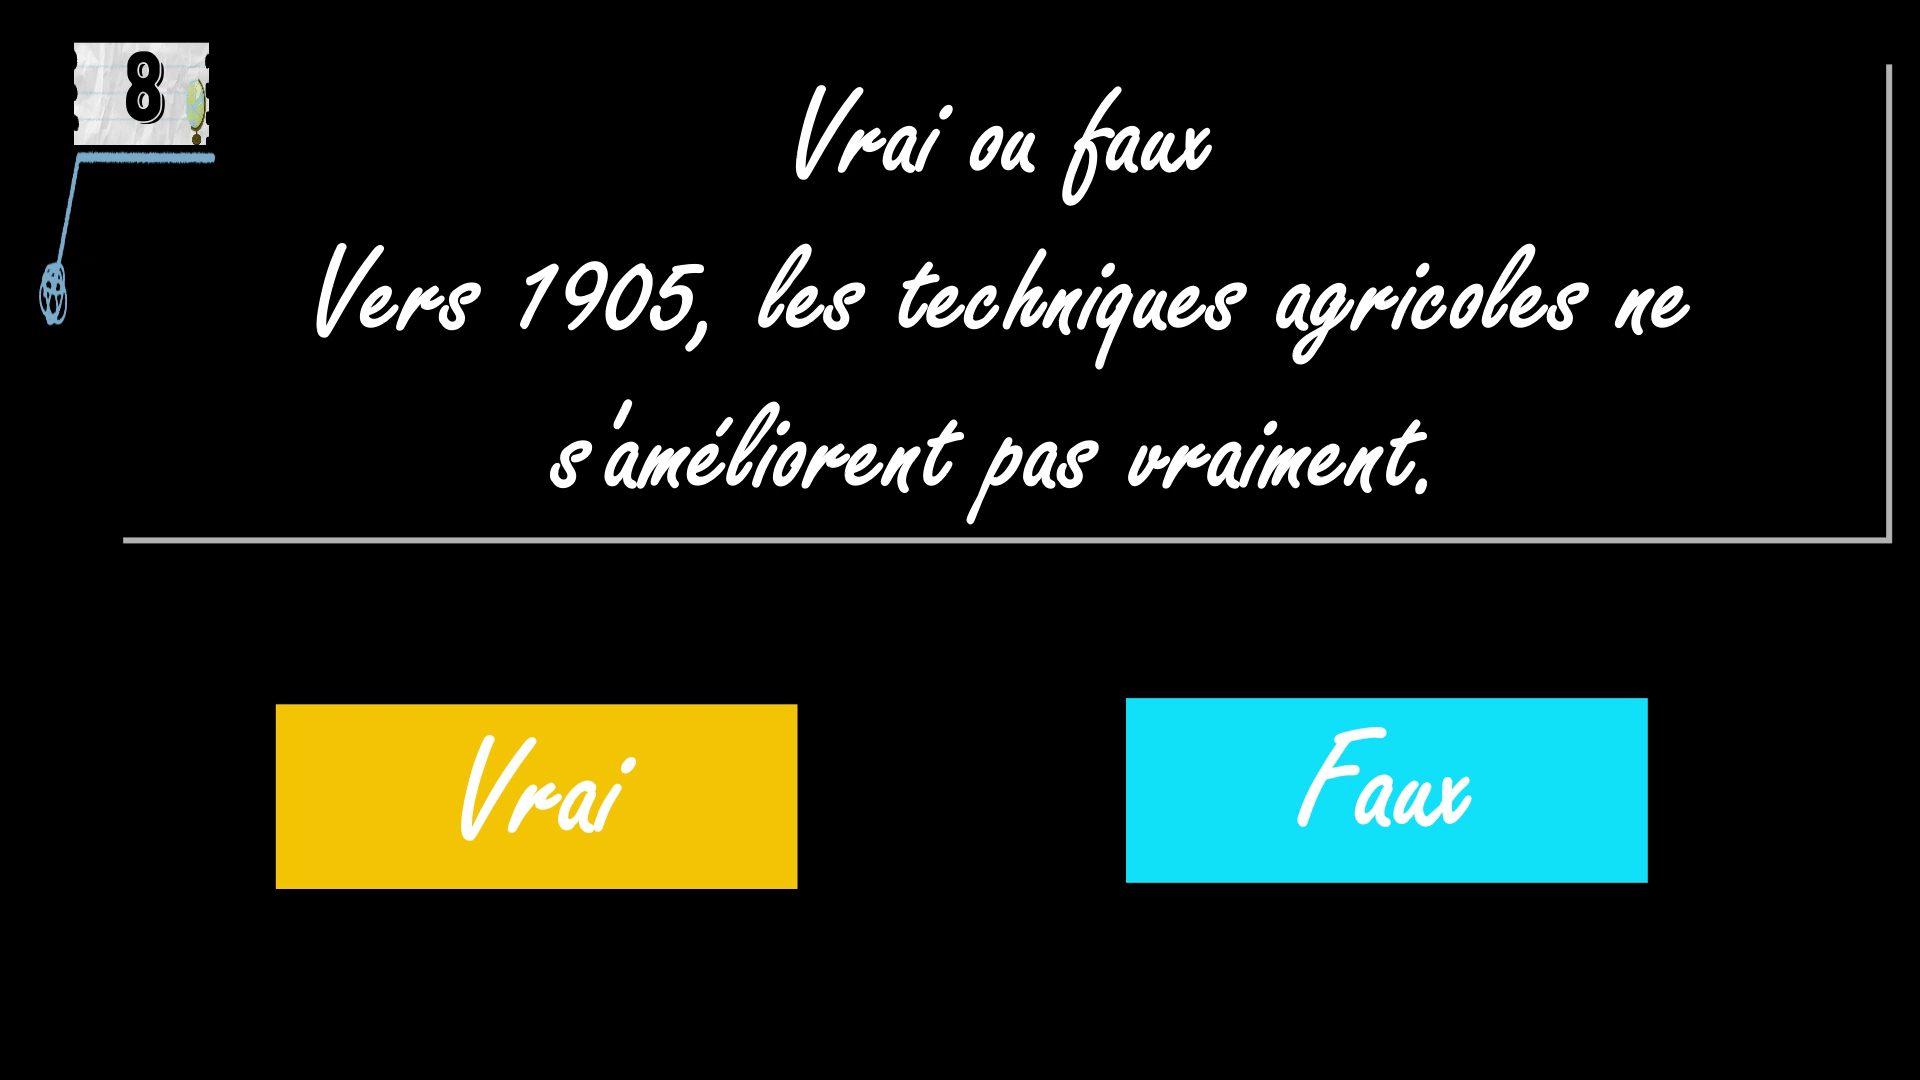 8
Vrai ou faux
Vers 1905, les techniques agricoles ne
s'améliorent pas vraiment.
Vrai
Faux